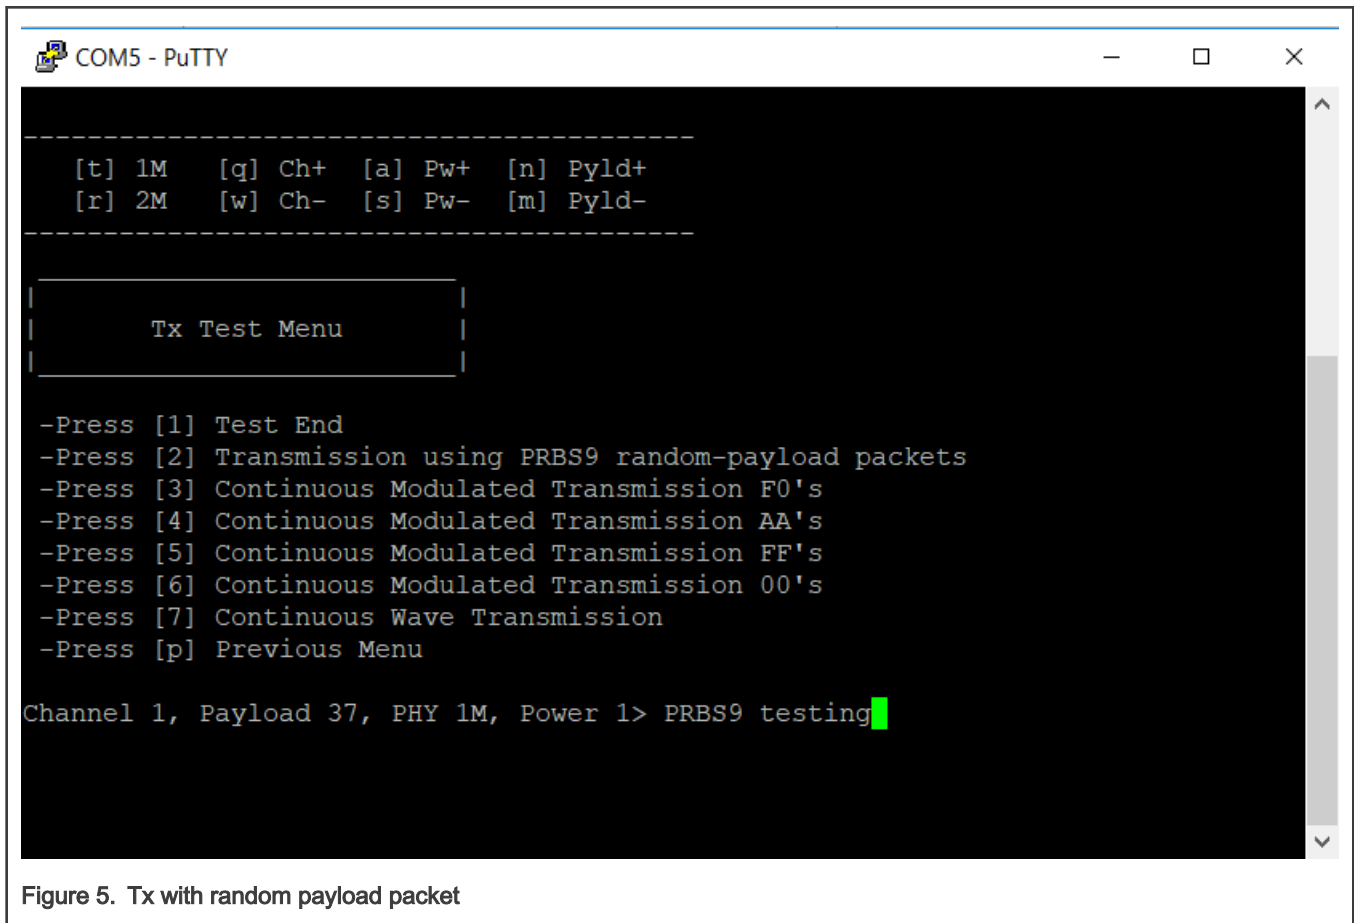 COM5 - PuTTY
--------------------------------------------
[t] 1M [q] Ch+ [a] Pw+ [n] Pyld+
[r] 2M [w] Ch- [s] Pw- [m] Pyld-
--------------------------------------------
Tx Test Menu
-Press [1] Test End
-Press [2] Transmission using PRBS9 random-payload packets
-Press [3] Continuous Modulated Transmission F0's
-Press [4] Continuous Modulated Transmission AA's
-Press [5] Continuous Modulated Transmission FF's
-Press [6] Continuous Modulated Transmission 00's
-Press [7] Continuous Wave Transmission
-Press [p] Previous Menu
Channel 1, Payload 37, PHY 1M, Power 1> PRBS9 testing
Figure 5. Tx with random payload packet